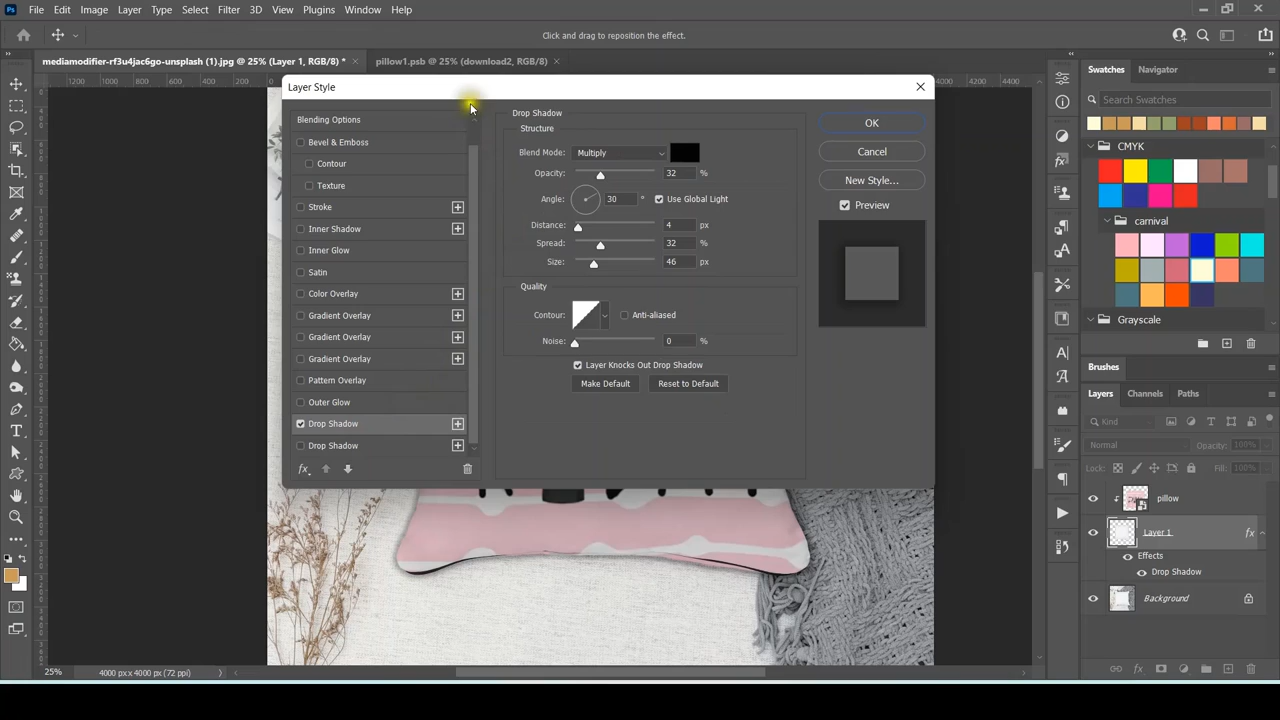 Ps File Edit Image Layer Type Select Filter 3D View Plugins Window Help
Click and drag to reposition the effect.
mediamodifier-rf3u4jac6go-unsplash (1).jpg @ 25% (Layer 1, RGB/8) * × pillow1.psb @ 25% (download2, RGB/8) ×
Layer Style
Blending Options
Bevel & Emboss
Contour
Texture
Stroke
Inner Shadow
Inner Glow
Satin
Color Overlay
Gradient Overlay
Gradient Overlay
Gradient Overlay
Pattern Overlay
Outer Glow
Drop Shadow
Drop Shadow
fx
Drop Shadow
Structure
Blend Mode: Multiply
Opacity: 32 %
Angle: 30 ° Use Global Light
Distance: 4 px
Spread: 32 %
Size: 46 px
Quality
Contour: Anti-aliased
Noise: 0 %
Layer Knocks Out Drop Shadow
Make Default Reset to Default
OK
Cancel
New Style...
Preview
Swatches Navigator
Search Swatches
CMYK
carnival
Grayscale
Brushes
Layers Channels Paths
Kind
Normal Opacity: 100%
Lock: Fill: 100%
pillow
Layer 1 fx
Effects
Drop Shadow
Background
25% 4000 px x 4000 px (72 ppi)